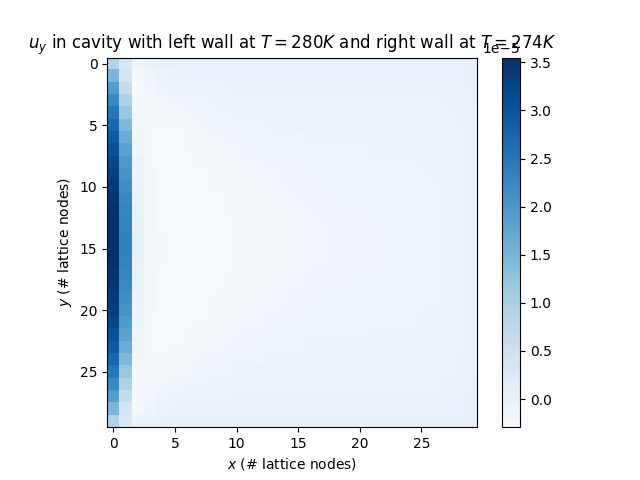 u_y in cavity with left wall at T = 280K and right wall at T = 274K
1e−5
0
5
10
15
20
25
y (# lattice nodes)
0 5 10 15 20 25
x (# lattice nodes)
3.5
3.0
2.5
2.0
1.5
1.0
0.5
0.0